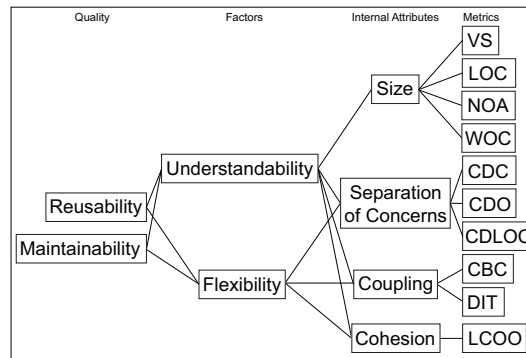 Quality Factors Internal Attributes Metrics
VS
LOC
Size
NOA
WOC
Understandability
CDC
Separation
of Concerns
CDO
Reusability
CDLOC
Maintainability
CBC
Flexibility
Coupling
DIT
Cohesion
LCOO